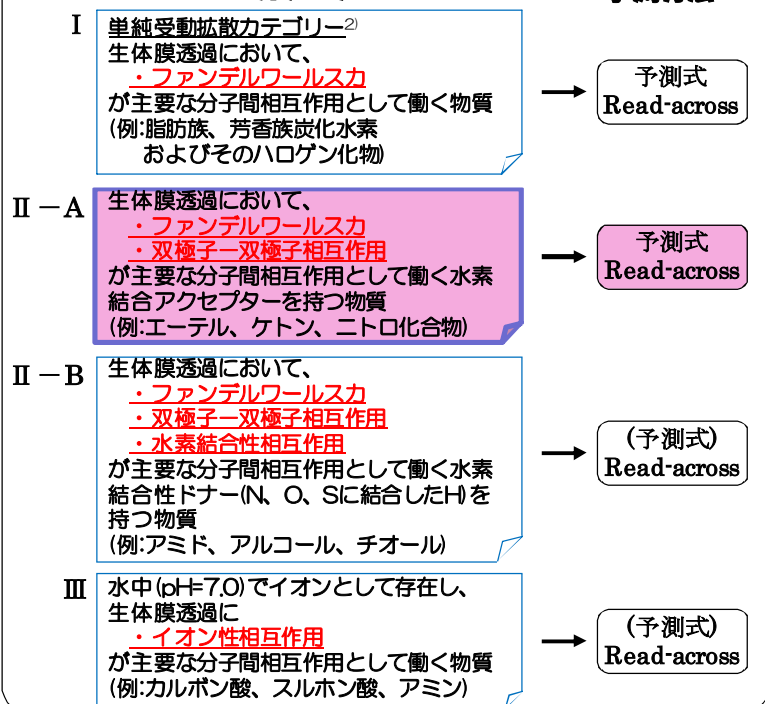 Ⅰ
単純受動拡散カテゴリー2)
生体膜透過において、
・ファンデルワールス力
が主要な分子間相互作用として働く物質
(例:脂肪族、芳香族炭化水素
およびそのハロゲン化物)
予測式
Read-across
Ⅱ－A
生体膜透過において、
・ファンデルワールス力
・双極子－双極子相互作用
が主要な分子間相互作用として働く水素
結合アクセプターを持つ物質
(例:エーテル、ケトン、ニトロ化合物)
予測式
Read-across
Ⅱ－B
生体膜透過において、
・ファンデルワールス力
・双極子－双極子相互作用
・水素結合性相互作用
が主要な分子間相互作用として働く水素
結合性ドナー(N、O、Sに結合したH)を
持つ物質
(例:アミド、アルコール、チオール)
(予測式)
Read-across
Ⅲ
水中(pH=7.0)でイオンとして存在し、
生体膜透過に
・イオン性相互作用
が主要な分子間相互作用として働く物質
(例:カルボン酸、スルホン酸、アミン)
(予測式)
Read-across